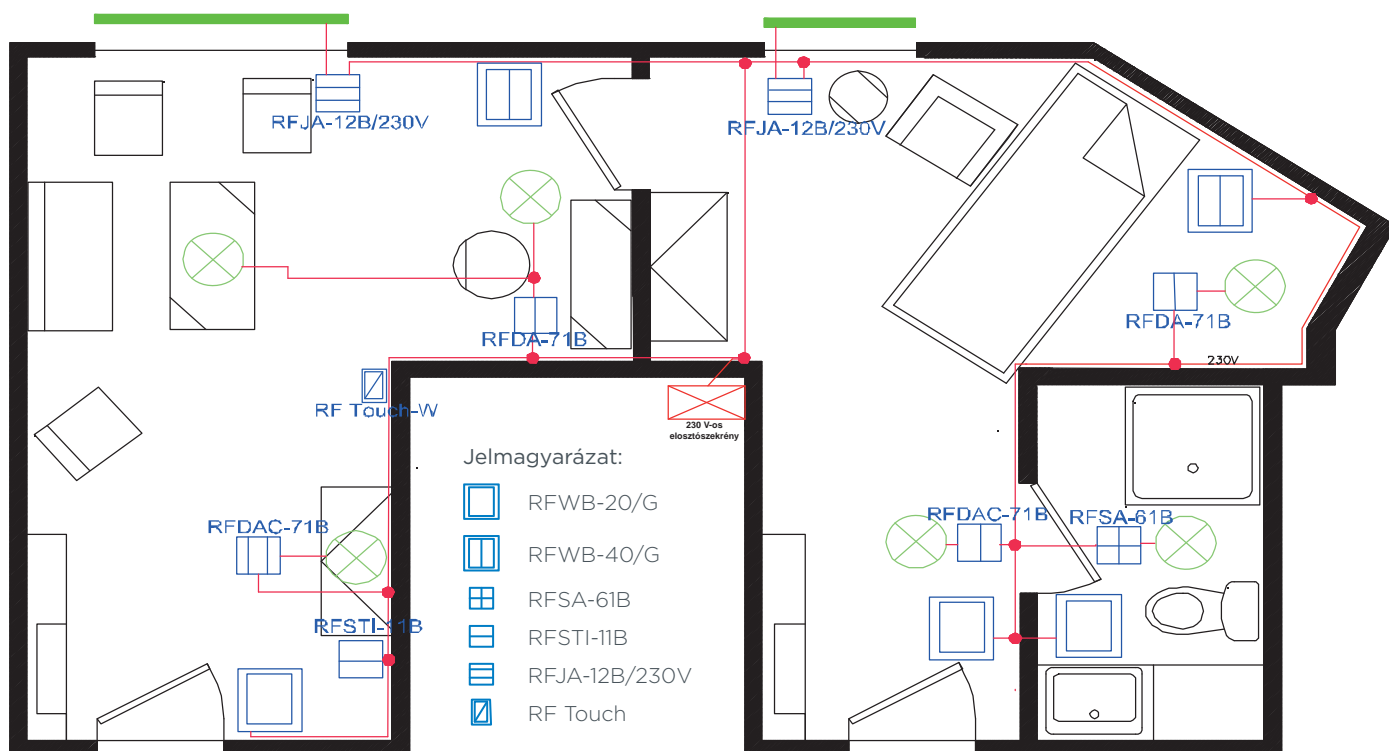 RFJA-12B/230V
RFJA-12B/230V
RFDA-71B
RFDA-71B
230V
RF Touch-W
230 V-os
elosztószekrény
Jelmagyarázat:
RFWB-20/G
RFWB-40/G
RFSA-61B
RFSTI-11B
RFJA-12B/230V
RF Touch
RFDAC-71B
RFSTI-11B
RFDAC-71B
RFSA-61B